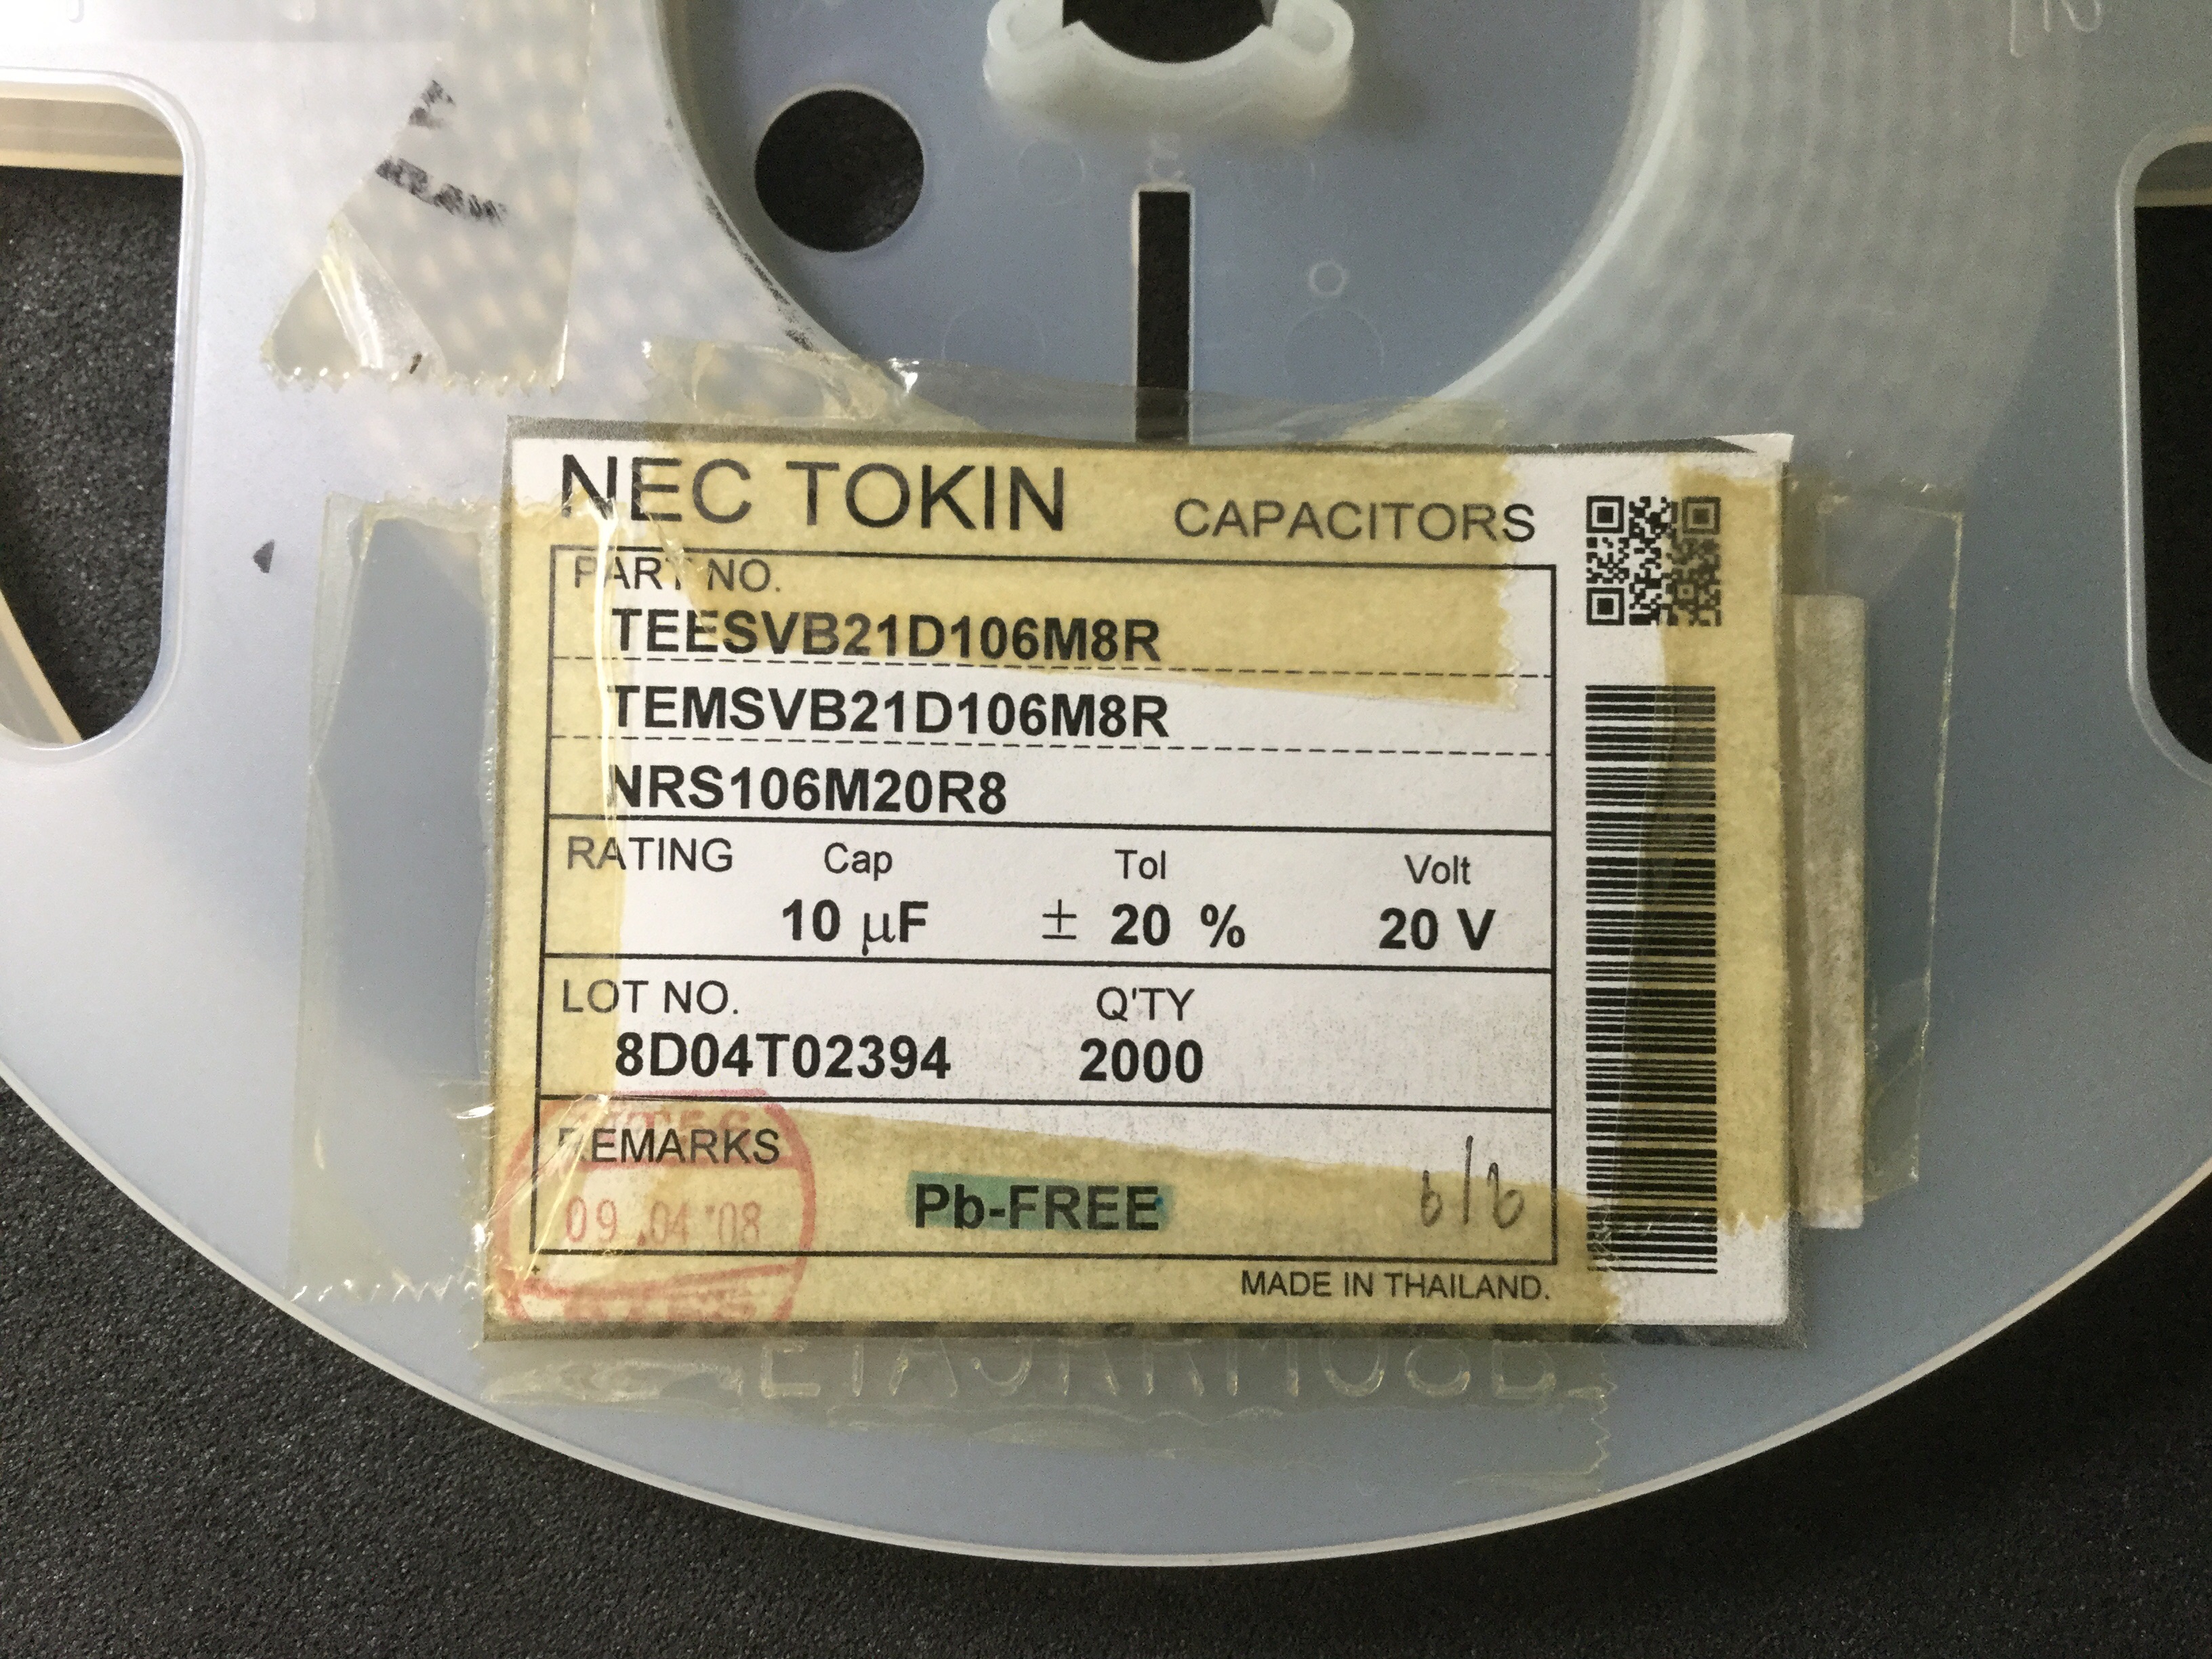 NEC TOKIN CAPACITORS
PART NO.
TEESVB21D106M8R
TEMSVB21D106M8R
NRS106M20R8
RATING Cap Tol Volt
10 µF ± 20 % 20 V
LOT NO. Q'TY
8D04T02394 2000
REMARKS
09.04.'08
Pb-FREE
MADE IN THAILAND.